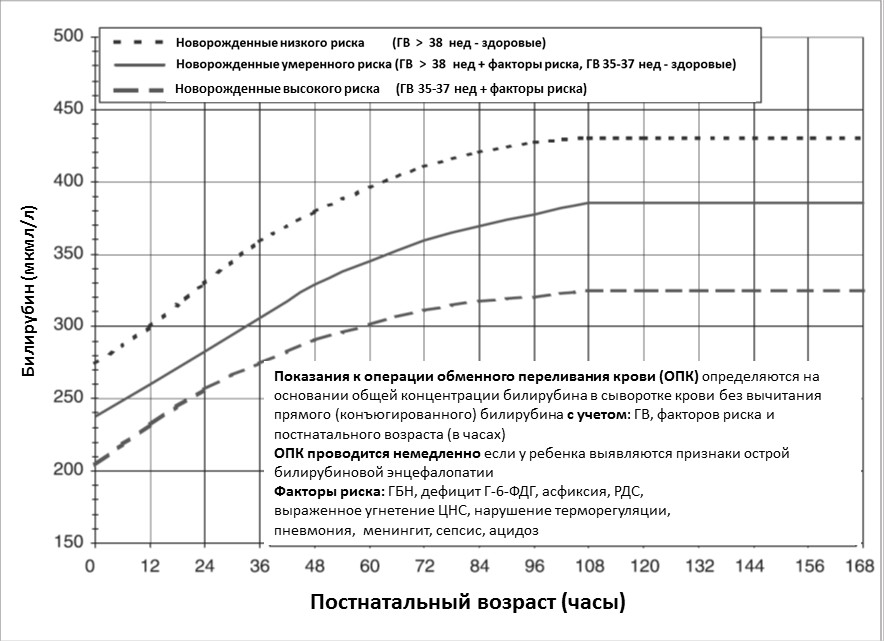 Новорожденные низкого риска (ГВ > 38 нед - здоровые)
Новорожденные умеренного риска (ГВ > 38 нед + факторы риска, ГВ 35-37 нед - здоровые)
Новорожденные высокого риска (ГВ 35-37 нед + факторы риска)
500
450
400
350
300
250
200
150
Билирубин (мкмл/л)
Показания к операции обменного переливания крови (ОПК) определяются на
основании общей концентрации билирубина в сыворотке крови без вычитания
прямого (конъюгированного) билирубина с учетом: ГВ, факторов риска и
постнатального возраста (в часах)
ОПК проводится немедленно если у ребенка выявляются признаки острой
билирубиновой энцефалопатии
Факторы риска: ГБН, дефицит Г-6-ФДГ, асфиксия, РДС,
выраженное угнетение ЦНС, нарушение терморегуляции,
пневмония, менингит, сепсис, ацидоз
0 12 24 36 48 60 72 84 96 108 120 132 144 156 168
Постнатальный возраст (часы)